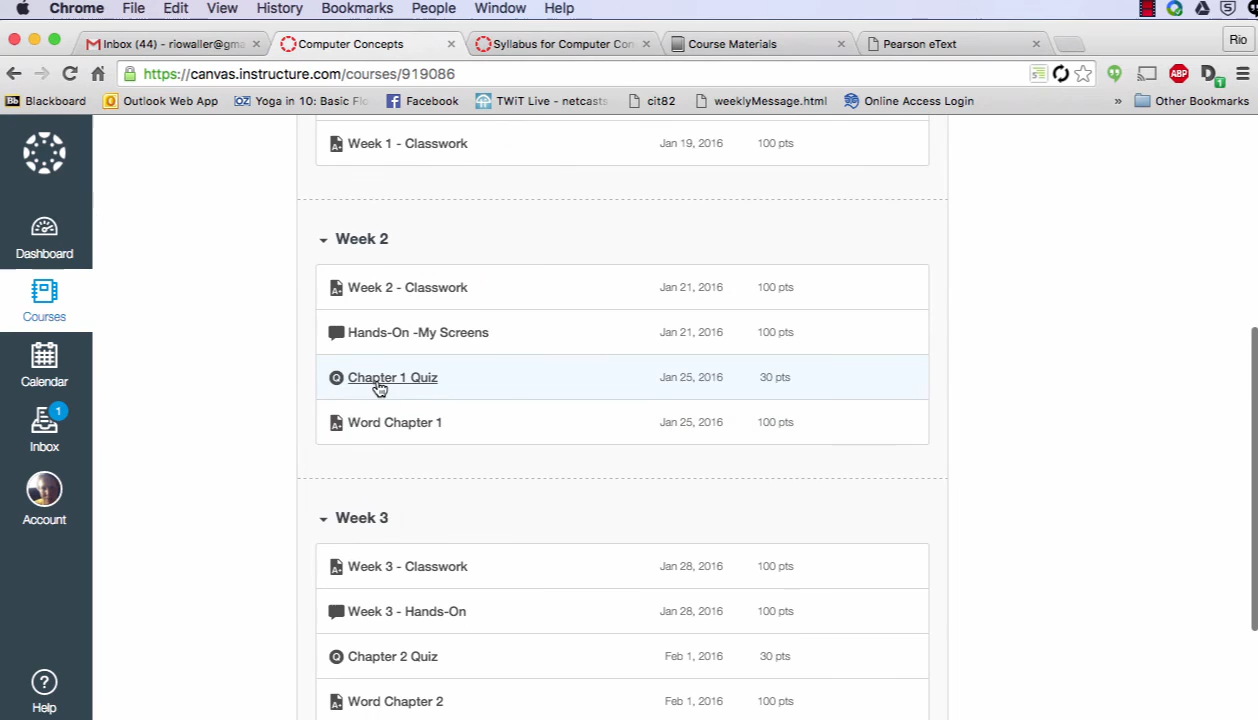 Chrome File Edit View History Bookmarks People Window Help
Inbox (44) - riowaller@gma Computer Concepts Syllabus for Computer Con Course Materials Pearson eText Rio
https://canvas.instructure.com/courses/919086 ABP D 1
Bb Blackboard Outlook Web App OZ Yoga in 10: Basic Flo Facebook TWiT Live - netcasts cit82 weeklyMessage.html Online Access Login » Other Bookmarks
Dashboard
Courses
Calendar
1
Inbox
Account
Help
Week 1 - Classwork Jan 19, 2016 100 pts
Week 2
Week 2 - Classwork Jan 21, 2016 100 pts
Hands-On -My Screens Jan 21, 2016 100 pts
Chapter 1 Quiz Jan 25, 2016 30 pts
Word Chapter 1 Jan 25, 2016 100 pts
Week 3
Week 3 - Classwork Jan 28, 2016 100 pts
Week 3 - Hands-On Jan 28, 2016 100 pts
Chapter 2 Quiz Feb 1, 2016 30 pts
Word Chapter 2 Feb 1, 2016 100 pts